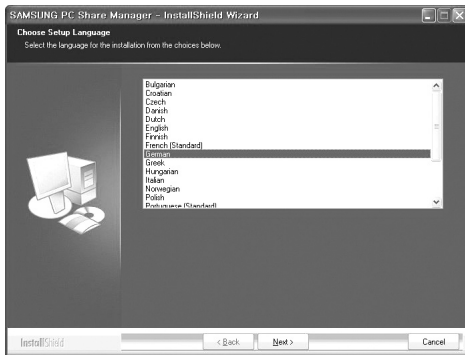 SAMSUNG PC Share Manager - InstallShield Wizard
Choose Setup Language
Select the language for the installation from the choices below.
Bulgarian
Croatian
Czech
Danish
Dutch
English
Finnish
French (Standard)
German
Greek
Hungarian
Italian
Norwegian
Polish
Portuguese (Standard)
InstallShield
< Back
Next >
Cancel